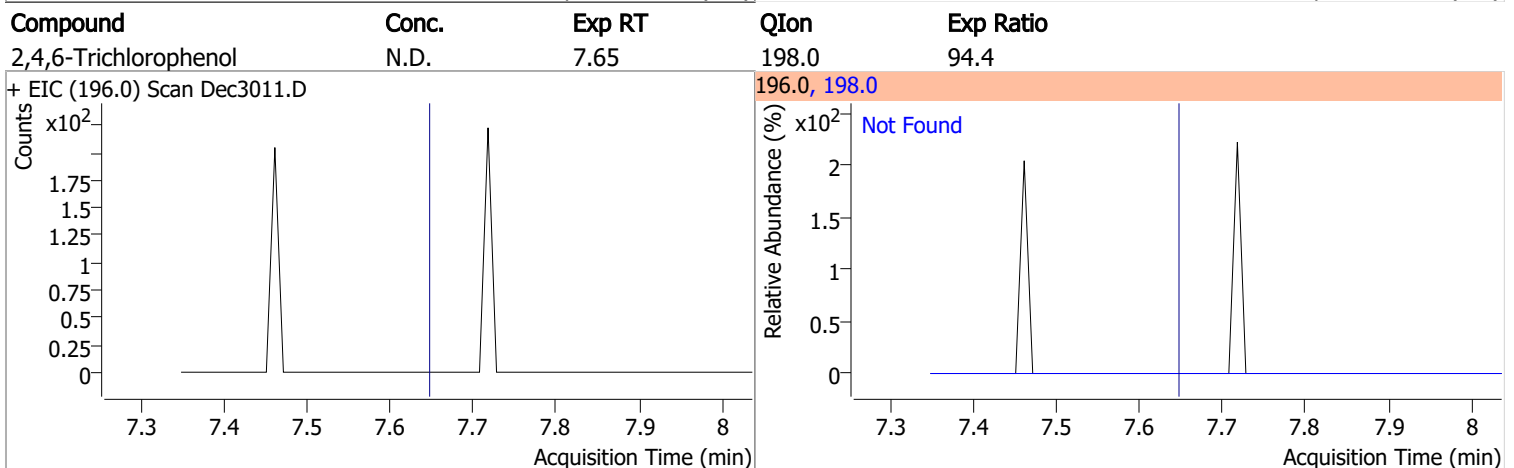 Compound Conc. Exp RT QIon Exp Ratio
2,4,6-Trichlorophenol N.D. 7.65 198.0 94.4
+ EIC (196.0) Scan Dec3011.D
Counts
x10²
1.75
1.5
1.25
1
0.75
0.5
0.25
0
7.3 7.4 7.5 7.6 7.7 7.8 7.9 8
Acquisition Time (min)
196.0, 198.0
Relative Abundance (%)
x10²
Not Found
2
1.5
1
0.5
0
7.3 7.4 7.5 7.6 7.7 7.8 7.9 8
Acquisition Time (min)